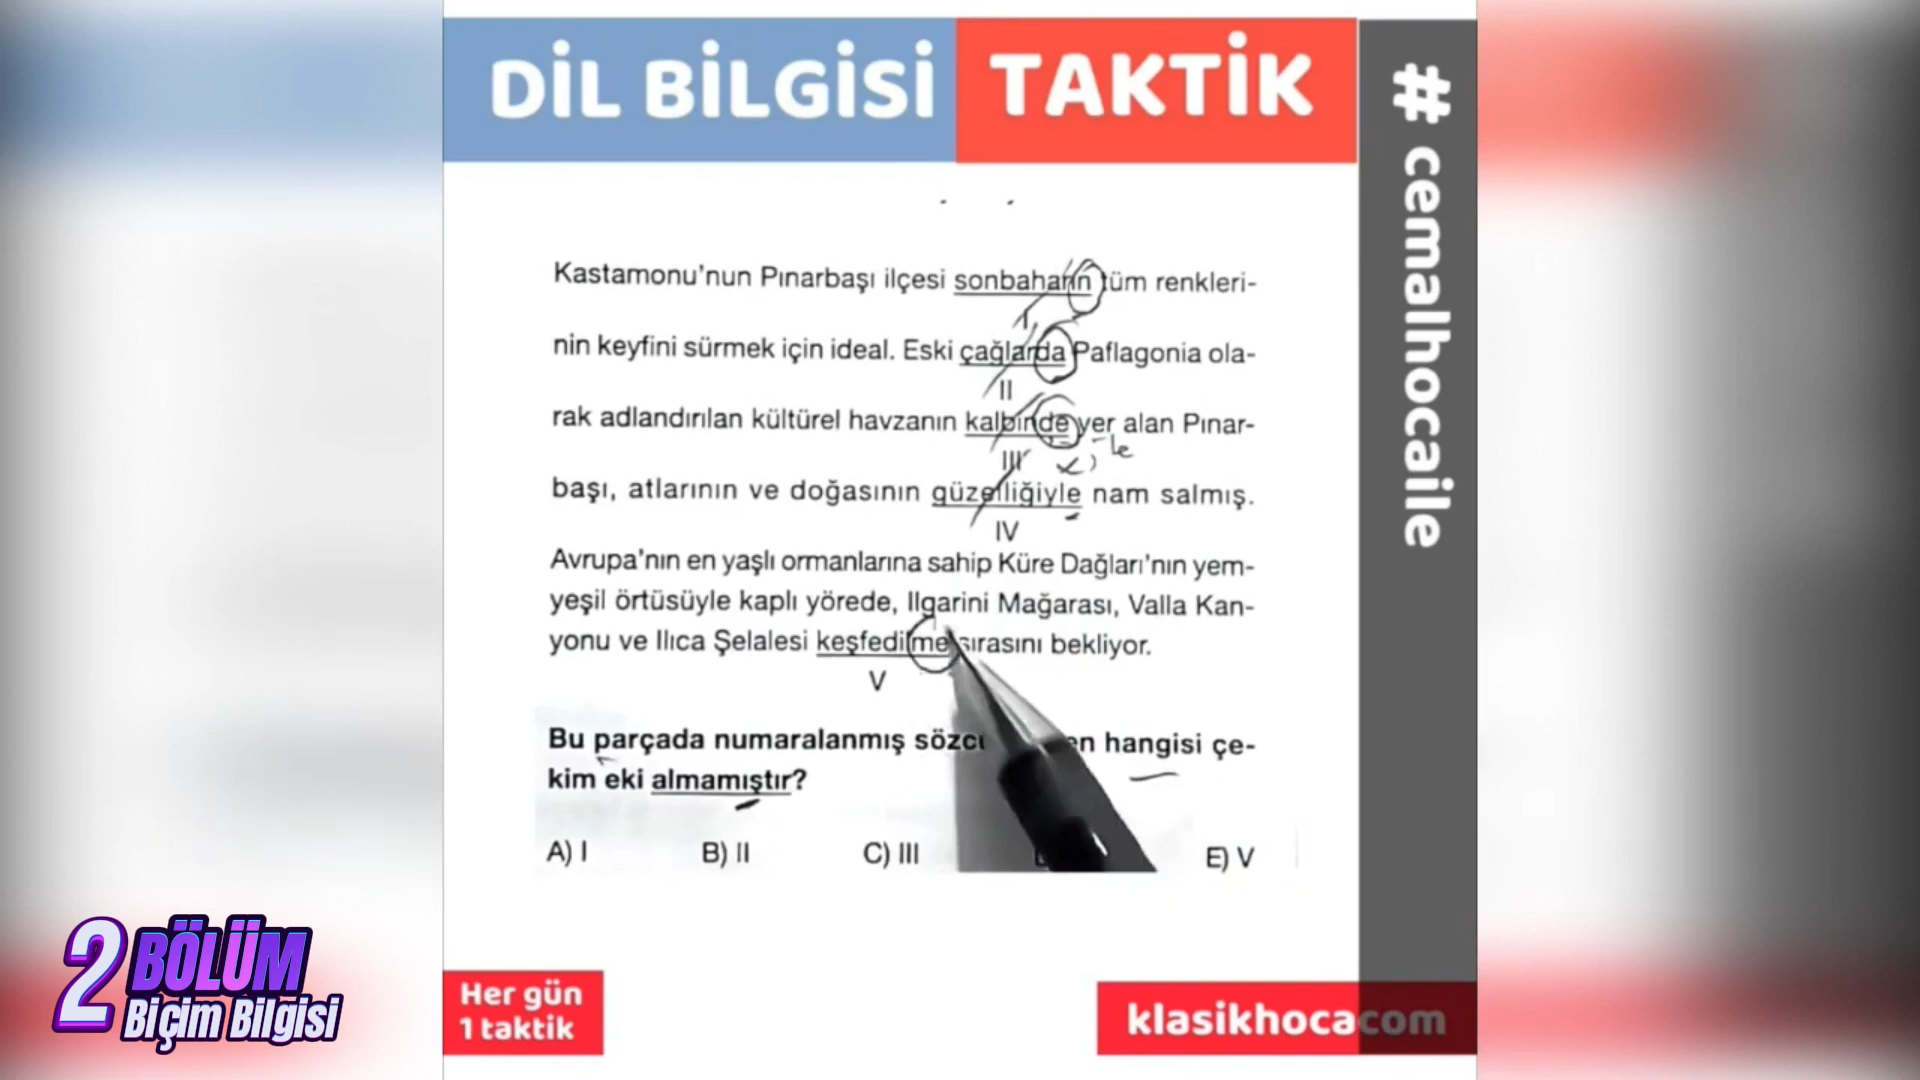 DİL BİLGİSİ TAKTİK
# cemalhocaile
Kastamonu'nun Pınarbaşı ilçesi sonbaharın tüm renkleri-
I
nin keyfini sürmek için ideal. Eski çağlarda Paflagonia ola-
II
rak adlandırılan kültürel havzanın kalbinde yer alan Pınar-
III
-le
başı, atlarının ve doğasının güzelliğiyle nam salmış.
IV
Avrupa'nın en yaşlı ormanlarına sahip Küre Dağları'nın yem-
yeşil örtüsüyle kaplı yörede, Ilgarini Mağarası, Valla Kan-
yonu ve Ilıca Şelalesi keşfedilme sırasını bekliyor.
V
Bu parçada numaralanmış hangisi çe-
kim eki almamıştır?
A) I B) II C) III E) V
2 BÖLÜM
Biçim Bilgisi
Her gün
1 taktik
klasikhocacom